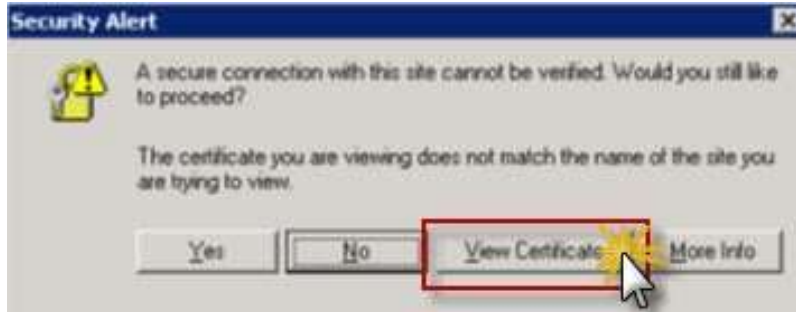 Security Alert
A secure connection with this site cannot be verified. Would you still like
to proceed?
The certificate you are viewing does not match the name of the site you
are trying to view.
Yes No View Certificate More Info